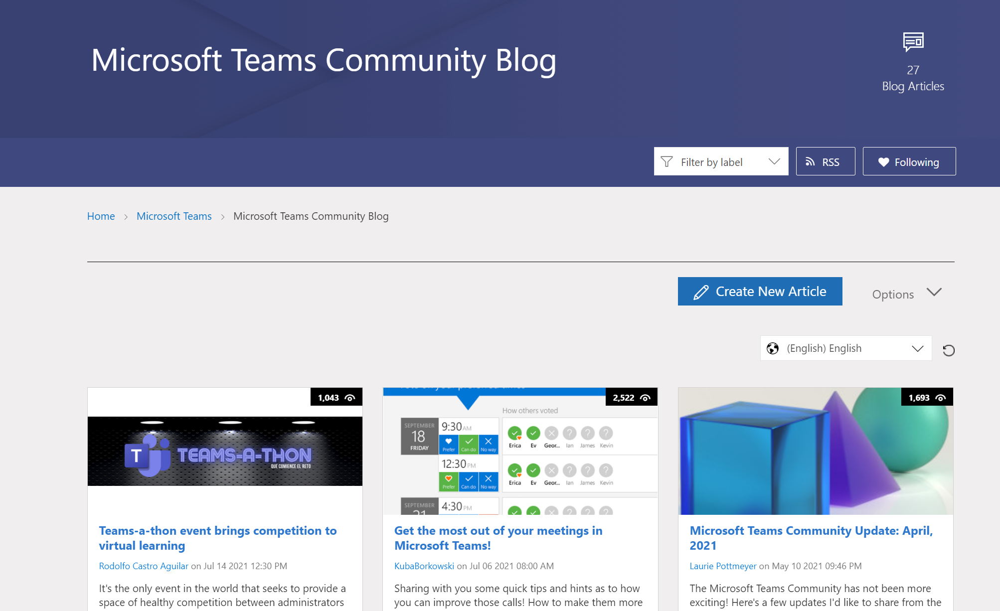 Microsoft Teams Community Blog
27
Blog Articles
Filter by label
RSS
Following
Home
Microsoft Teams
Microsoft Teams Community Blog
Create New Article
Options
(English) English
1,043
T
TEAMS-A-THON
QUE COMIENCE EL RETO
Teams-a-thon event brings competition to
virtual learning
Rodolfo Castro Aguilar on Jul 14 2021 12:30 PM
It's the only event in the world that seeks to provide a
space of healthy competition between administrators
2,522
How others voted
SEPTEMBER
18
FRIDAY
9:30 AM
Prefer Can do No way
Erica Ev Geor... Ian James Kevin
12:30 PM
Prefer Can do No way
Erica Ev Geor... Ian James Kevin
SEPTEMBER
21
4:30 PM
Get the most out of your meetings in
Microsoft Teams!
KubaBorkowski on Jul 06 2021 08:00 AM
Sharing with you some quick tips and hints as to how
you can improve those calls! How to make them more
1,693
Microsoft Teams Community Update: April,
2021
Laurie Pottmeyer on May 10 2021 09:46 PM
The Microsoft Teams Community has not been more
exciting! Here's a few updates I'd like to share from the